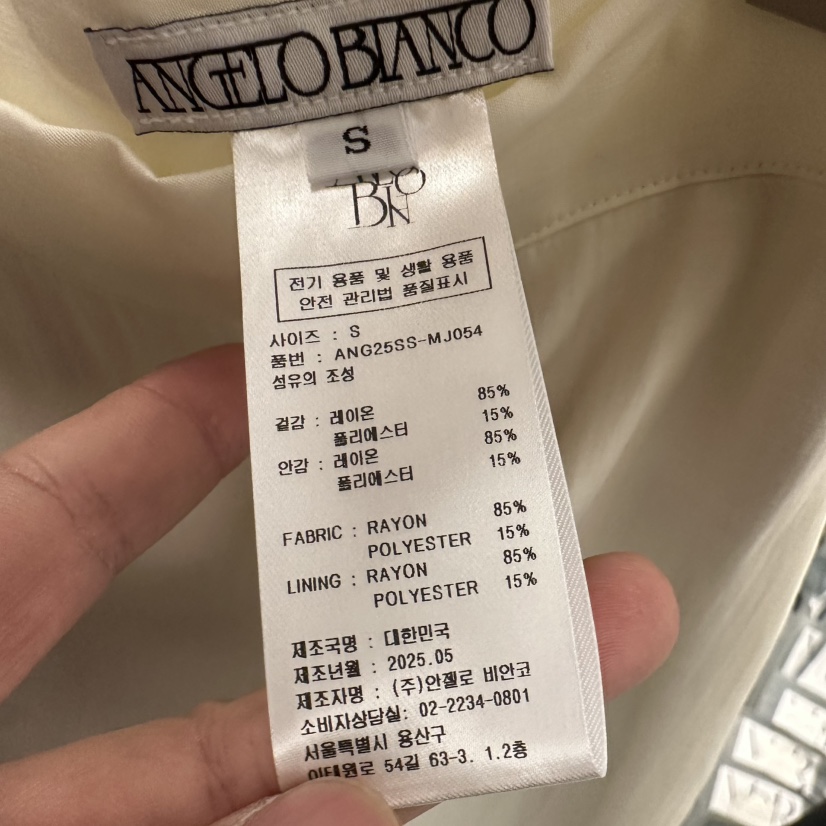 ANGELO BIANCO
S
BN
전기 용품 및 생활 용품
안전 관리법 품질표시
사이즈 : S
품번 : ANG25SS-MJ054
섬유의 조성
겉감 : 레이온 85%
폴리에스터 15%
안감 : 레이온 85%
폴리에스터 15%
FABRIC : RAYON 85%
POLYESTER 15%
LINING : RAYON 85%
POLYESTER 15%
제조국명 : 대한민국
제조년월 : 2025.05
제조자명 : (주)안젤로 비안코
소비자상담실: 02-2234-0801
서울특별시 용산구
이태원로 54길 63-3. 1.2층